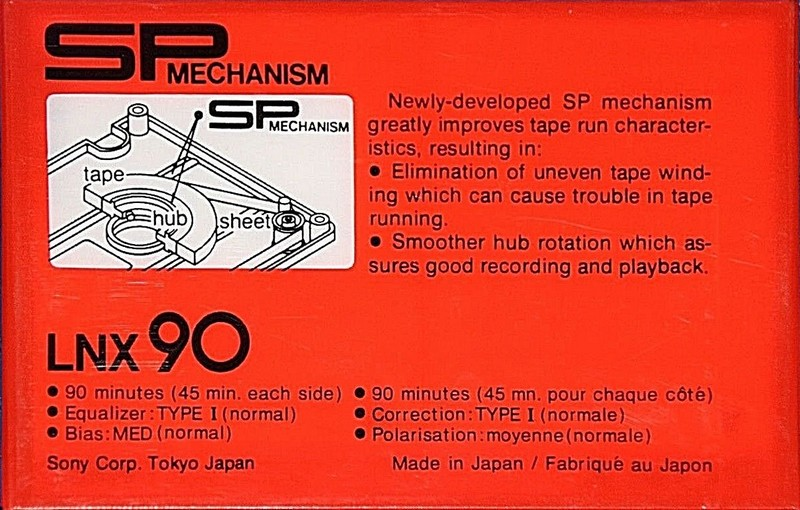 SP MECHANISM
SP MECHANISM
tape
hub
sheet
Newly-developed SP mechanism
greatly improves tape run character-
istics, resulting in:
● Elimination of uneven tape wind-
ing which can cause trouble in tape
running.
● Smoother hub rotation which as-
sures good recording and playback.
LNX 90
● 90 minutes (45 min. each side)
● Equalizer: TYPE I (normal)
● Bias: MED (normal)
● 90 minutes (45 mn. pour chaque côté)
● Correction: TYPE I (normale)
● Polarisation: moyenne (normale)
Sony Corp. Tokyo Japan
Made in Japan / Fabriqué au Japon